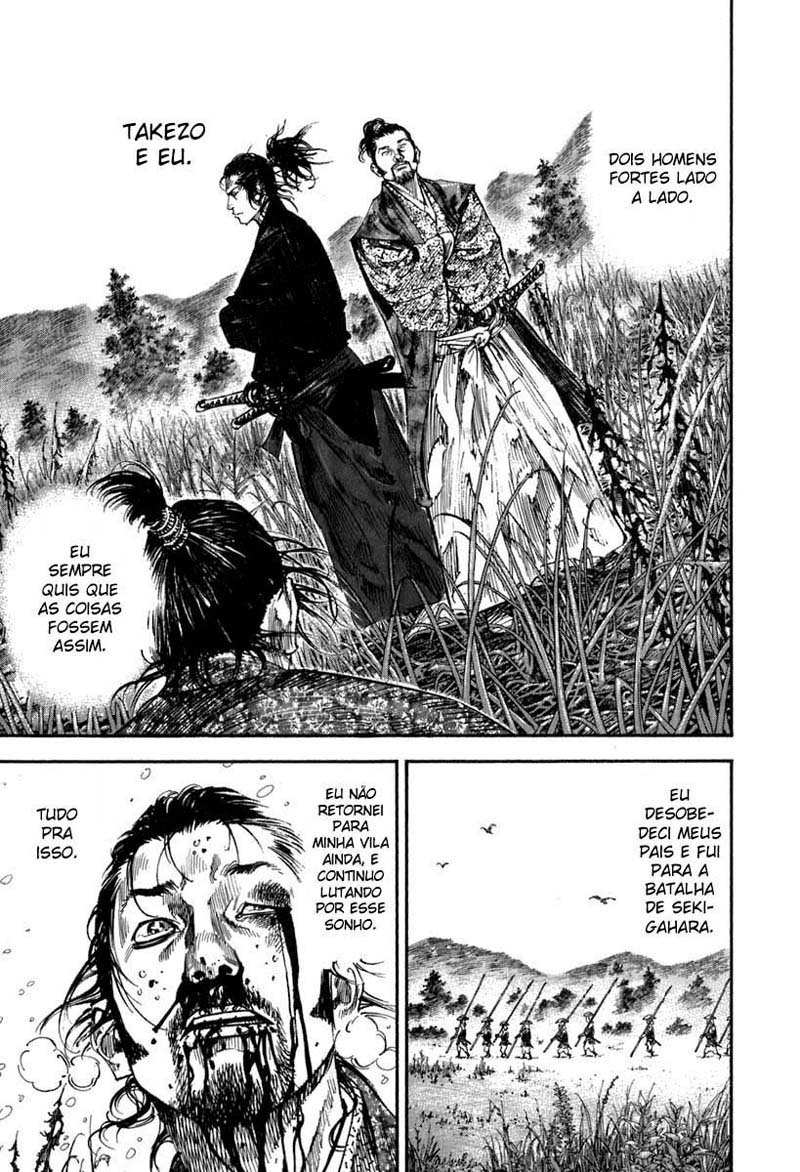 DOIS HOMENS
FORTES LADO
A LADO.
TAKEZO
E EU.
EU
SEMPRE
QUIS QUE
AS COISAS
FOSSEM
ASSIM.
EU
DESOBE-
DECI MEUS
PAIS E FUI
PARA A
BATALHA
DE SEKI-
GAHARA.
EU NÃO
RETORNEI
PARA
MINHA VILA
AINDA, E
CONTINUO
LUTANDO
POR ESSE
SONHO.
TUDO
PRA
ISSO.